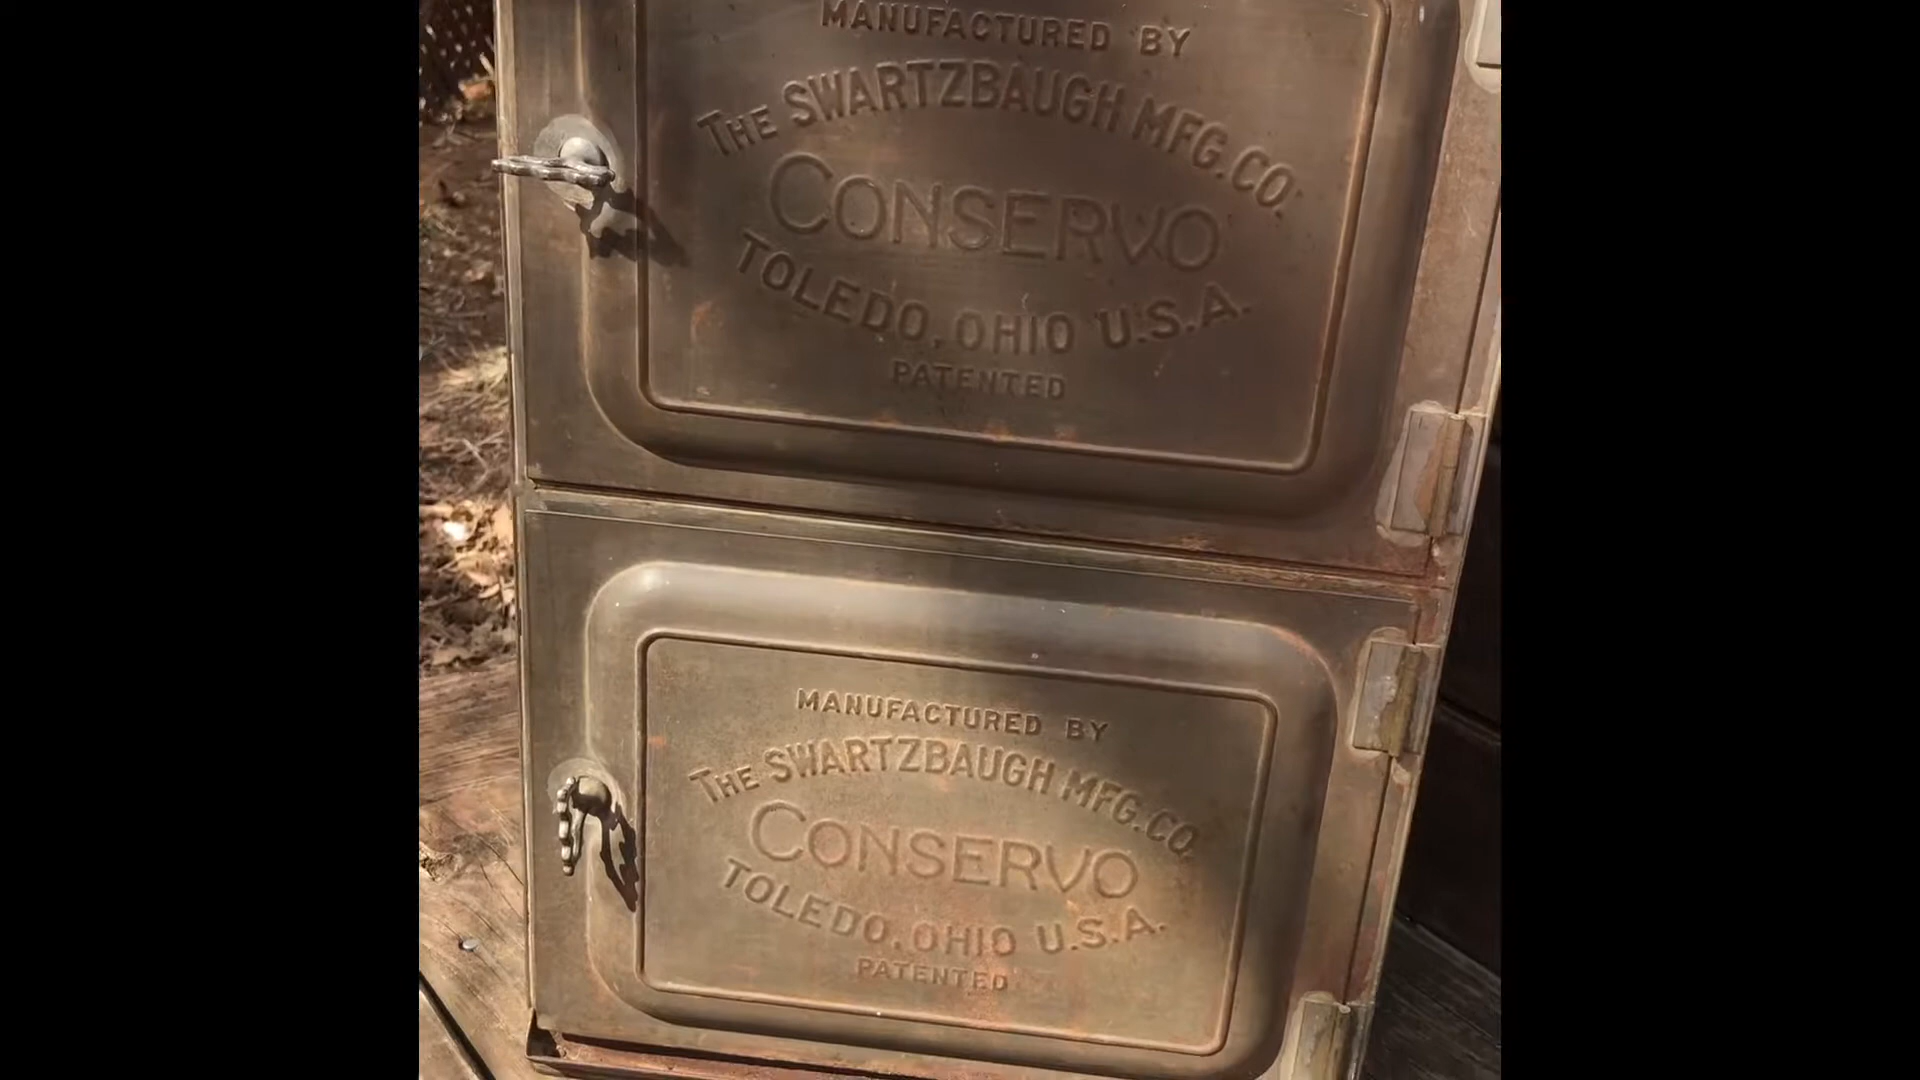 MANUFACTURED BY
THE SWARTZBAUGH MFG. CO.
CONSERVO
TOLEDO, OHIO U.S.A.
PATENTED
MANUFACTURED BY
THE SWARTZBAUGH MFG. CO.
CONSERVO
TOLEDO, OHIO U.S.A.
PATENTED